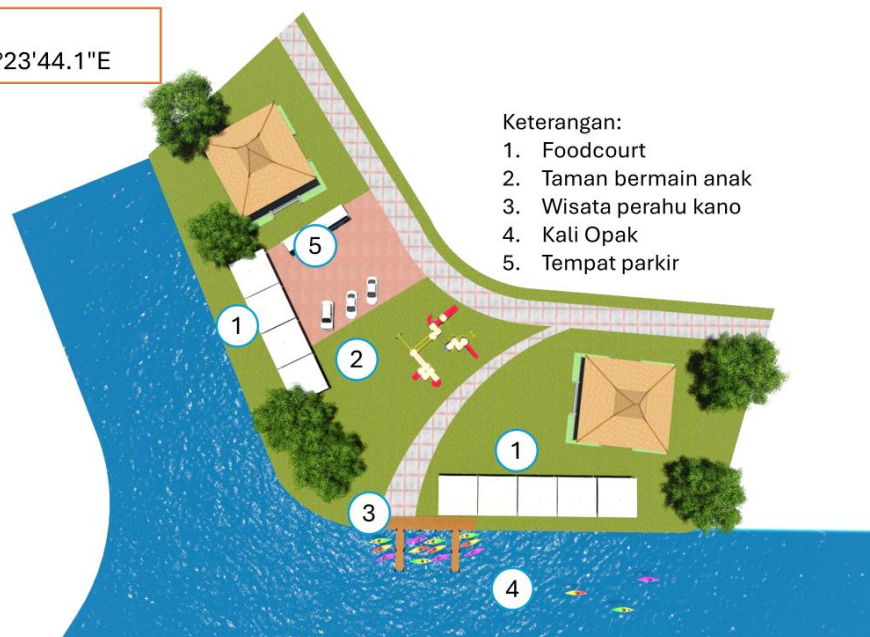 °23'44.1"E
Keterangan:
1. Foodcourt
2. Taman bermain anak
3. Wisata perahu kano
4. Kali Opak
5. Tempat parkir
5
1
2
1
3
4